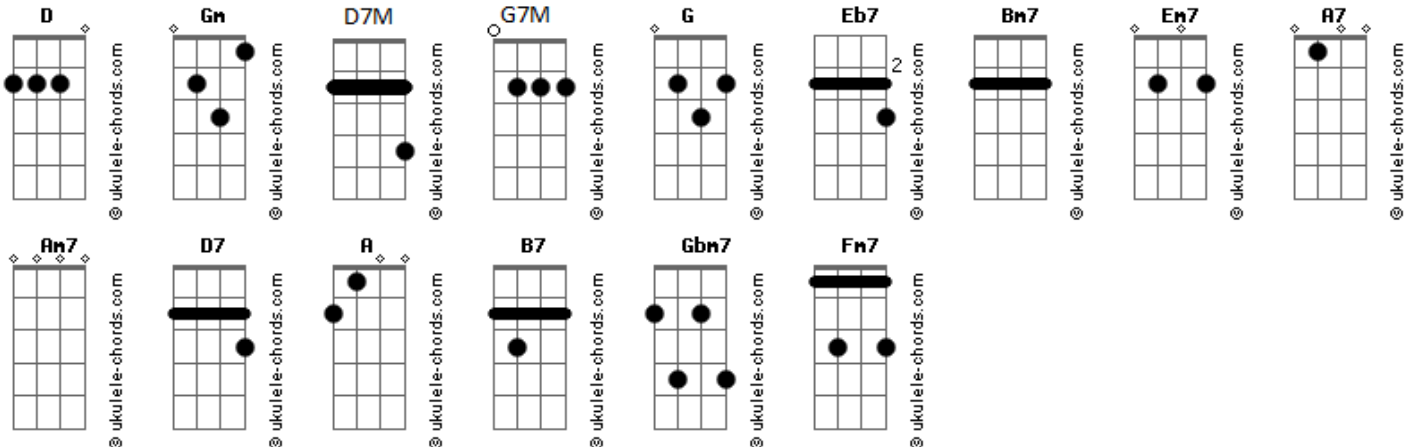 D Gm D7M G7M G Eb7 Bm7 Em7 A7
2
© ukulele-chords.com © ukulele-chords.com © ukulele-chords.com © ukulele-chords.com © ukulele-chords.com © ukulele-chords.com © ukulele-chords.com © ukulele-chords.com © ukulele-chords.com
Am7 D7 A B7 Gbm7 Fm7
© ukulele-chords.com © ukulele-chords.com © ukulele-chords.com © ukulele-chords.com © ukulele-chords.com © ukulele-chords.com